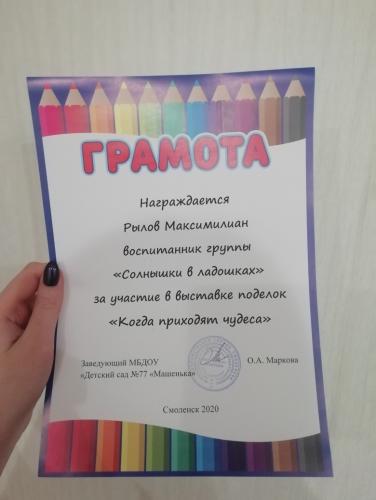 ГРАМОТА
Награждается
Рылов Максимилиан
воспитанник группы
«Солнышки в ладошках»
за участие в выставке поделок
«Когда приходят чудеса»
Заведующий МБДОУ
«Детский сад №77 «Машенька»
О.А. Маркова
Смоленск 2020